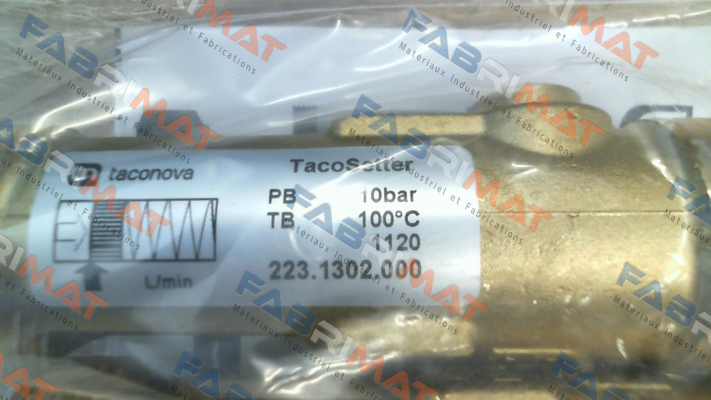 taconova
TacoSetter
PB 10bar
TB 100°C
1120
223.1302.000
L/min
FABRIMAT
Materiaux Industriel et Fabrications